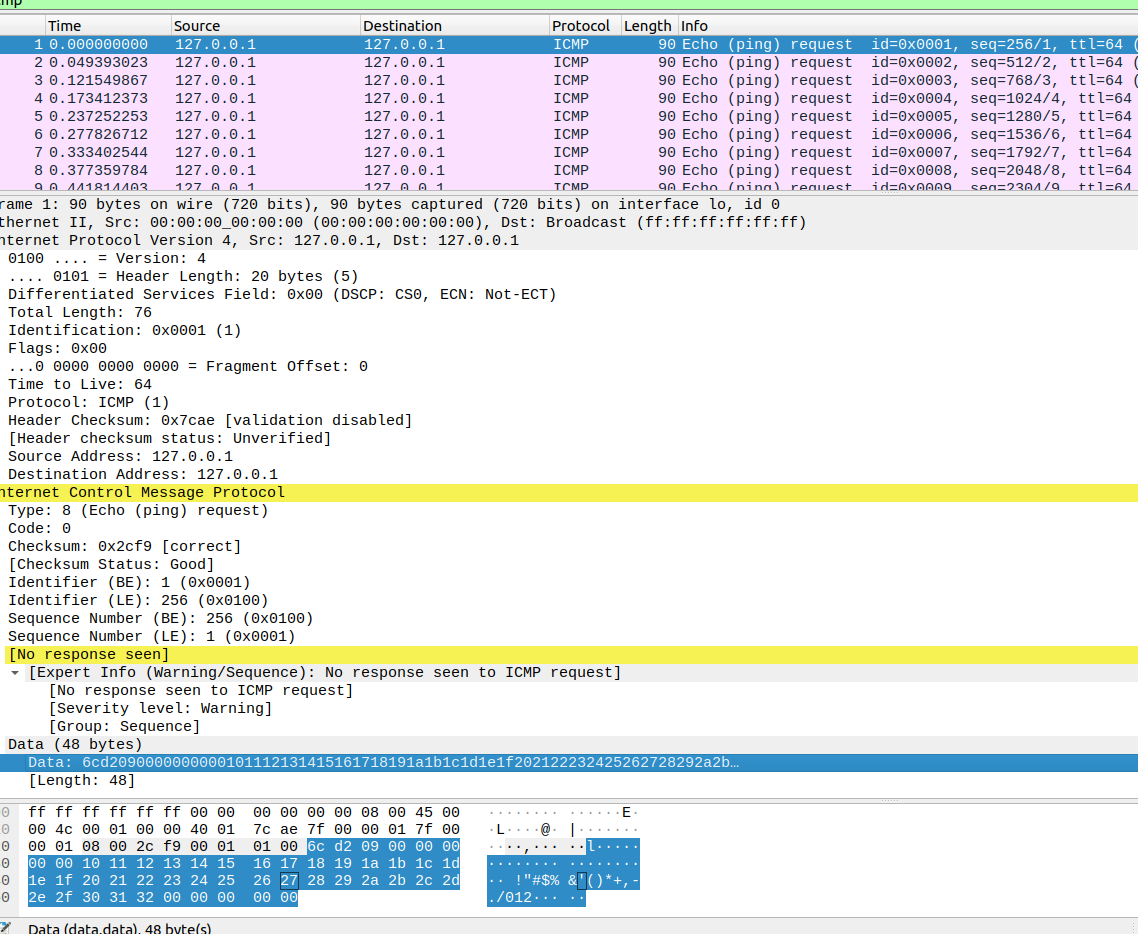 mp
Time Source Destination Protocol Length Info
1 0.000000000 127.0.0.1 127.0.0.1 ICMP 90 Echo (ping) request id=0x0001, seq=256/1, ttl=64 (
2 0.049393023 127.0.0.1 127.0.0.1 ICMP 90 Echo (ping) request id=0x0002, seq=512/2, ttl=64 (
3 0.121549867 127.0.0.1 127.0.0.1 ICMP 90 Echo (ping) request id=0x0003, seq=768/3, ttl=64 (
4 0.173412373 127.0.0.1 127.0.0.1 ICMP 90 Echo (ping) request id=0x0004, seq=1024/4, ttl=64
5 0.237252253 127.0.0.1 127.0.0.1 ICMP 90 Echo (ping) request id=0x0005, seq=1280/5, ttl=64
6 0.277826712 127.0.0.1 127.0.0.1 ICMP 90 Echo (ping) request id=0x0006, seq=1536/6, ttl=64
7 0.333402544 127.0.0.1 127.0.0.1 ICMP 90 Echo (ping) request id=0x0007, seq=1792/7, ttl=64
8 0.377359784 127.0.0.1 127.0.0.1 ICMP 90 Echo (ping) request id=0x0008, seq=2048/8, ttl=64
9 0.441814403 127.0.0.1 127.0.0.1 ICMP 90 Echo (ping) request id=0x0009, seq=2304/9, ttl=64
rame 1: 90 bytes on wire (720 bits), 90 bytes captured (720 bits) on interface lo, id 0
thernet II, Src: 00:00:00_00:00:00 (00:00:00:00:00:00), Dst: Broadcast (ff:ff:ff:ff:ff:ff)
nternet Protocol Version 4, Src: 127.0.0.1, Dst: 127.0.0.1
0100 .... = Version: 4
.... 0101 = Header Length: 20 bytes (5)
Differentiated Services Field: 0x00 (DSCP: CS0, ECN: Not-ECT)
Total Length: 76
Identification: 0x0001 (1)
Flags: 0x00
...0 0000 0000 0000 = Fragment Offset: 0
Time to Live: 64
Protocol: ICMP (1)
Header Checksum: 0x7cae [validation disabled]
[Header checksum status: Unverified]
Source Address: 127.0.0.1
Destination Address: 127.0.0.1
nternet Control Message Protocol
Type: 8 (Echo (ping) request)
Code: 0
Checksum: 0x2cf9 [correct]
[Checksum Status: Good]
Identifier (BE): 1 (0x0001)
Identifier (LE): 256 (0x0100)
Sequence Number (BE): 256 (0x0100)
Sequence Number (LE): 1 (0x0001)
[No response seen]
[Expert Info (Warning/Sequence): No response seen to ICMP request]
[No response seen to ICMP request]
[Severity level: Warning]
[Group: Sequence]
Data (48 bytes)
Data: 6cd2090000000000101112131415161718191a1b1c1d1e1f202122232425262728292a2b…
[Length: 48]
0 ff ff ff ff ff ff 00 00 00 00 00 00 08 00 45 00 ········ ······E·
0 00 4c 00 01 00 00 40 01 7c ae 7f 00 00 01 7f 00 ·L····@· |·······
0 00 01 08 00 2c f9 00 01 01 00 6c d2 09 00 00 00 ····,··· ··l·····
0 00 00 10 11 12 13 14 15 16 17 18 19 1a 1b 1c 1d ········ ········
0 1e 1f 20 21 22 23 24 25 26 27 28 29 2a 2b 2c 2d ·· !"#$% &'()*+,-
0 2e 2f 30 31 32 00 00 00 00 00 ./012··· ··
Data (data.data), 48 byte(s)